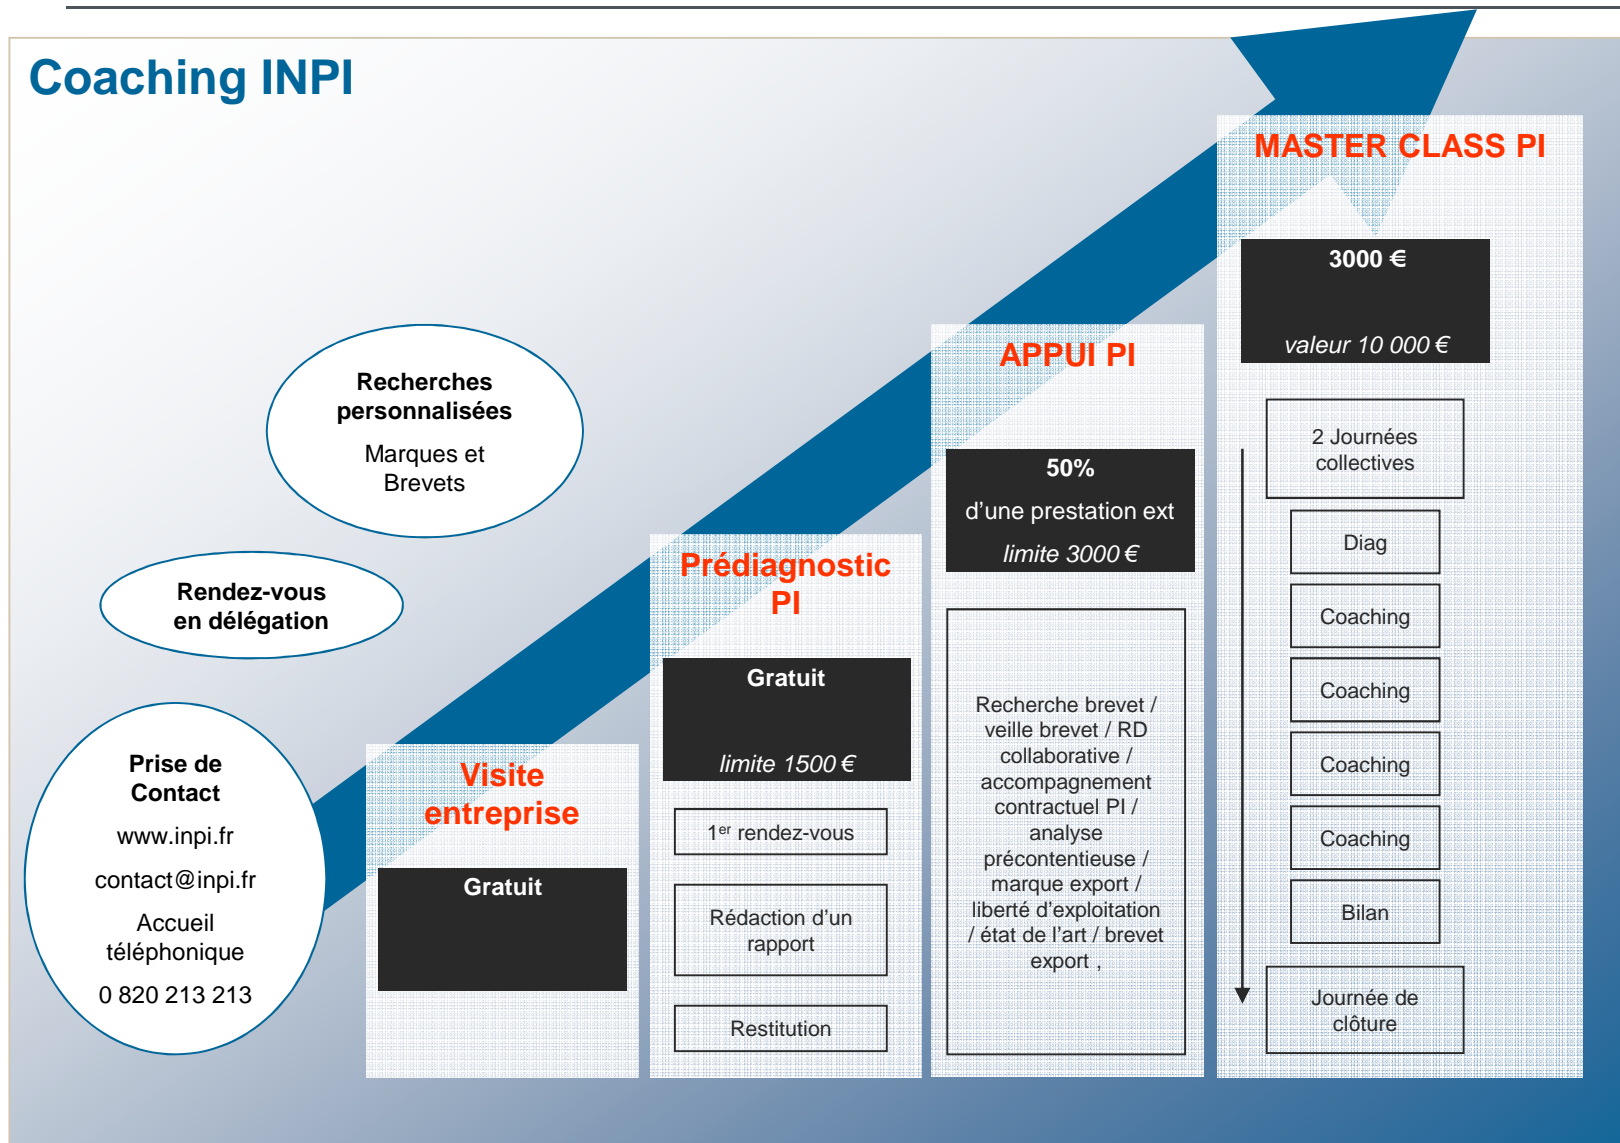 Coaching INPI
Recherches
personnalisées
Marques et
Brevets
Rendez-vous
en délégation
Prise de
Contact
www.inpi.fr
contact@inpi.fr
Accueil
téléphonique
0 820 213 213
Visite
entreprise
Gratuit
Prédiagnostic
PI
Gratuit
limite 1500 €
1er rendez-vous
Rédaction d’un
rapport
Restitution
APPUI PI
50%
d’une prestation ext
limite 3000 €
Recherche brevet /
veille brevet / RD
collaborative /
accompagnement
contractuel PI /
analyse
précontentieuse /
marque export /
liberté d’exploitation
/ état de l’art / brevet
export ,
MASTER CLASS PI
3000 €
valeur 10 000 €
2 Journées
collectives
Diag
Coaching
Coaching
Coaching
Coaching
Bilan
Journée de
clôture